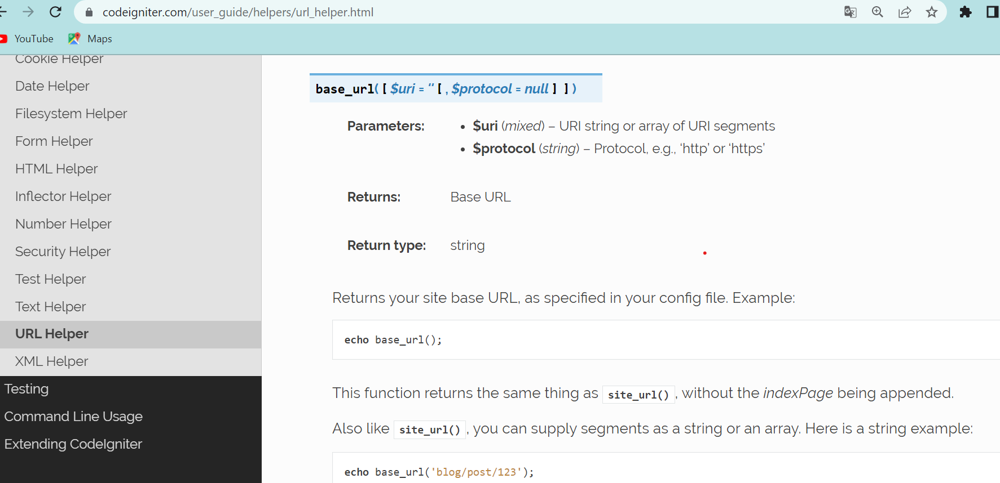 codeigniter.com/user_guide/helpers/url_helper.html
YouTube Maps
Cookie Helper
Date Helper
Filesystem Helper
Form Helper
HTML Helper
Inflector Helper
Number Helper
Security Helper
Test Helper
Text Helper
URL Helper
XML Helper
Testing
Command Line Usage
Extending CodeIgniter
base_url([$uri = ''[, $protocol = null] ])
Parameters:
• $uri (mixed) – URI string or array of URI segments
• $protocol (string) – Protocol, e.g., ‘http’ or ‘https’
Returns: Base URL
Return type: string
Returns your site base URL, as specified in your config file. Example:
echo base_url();
This function returns the same thing as site_url(), without the indexPage being appended.
Also like site_url(), you can supply segments as a string or an array. Here is a string example:
echo base_url('blog/post/123');